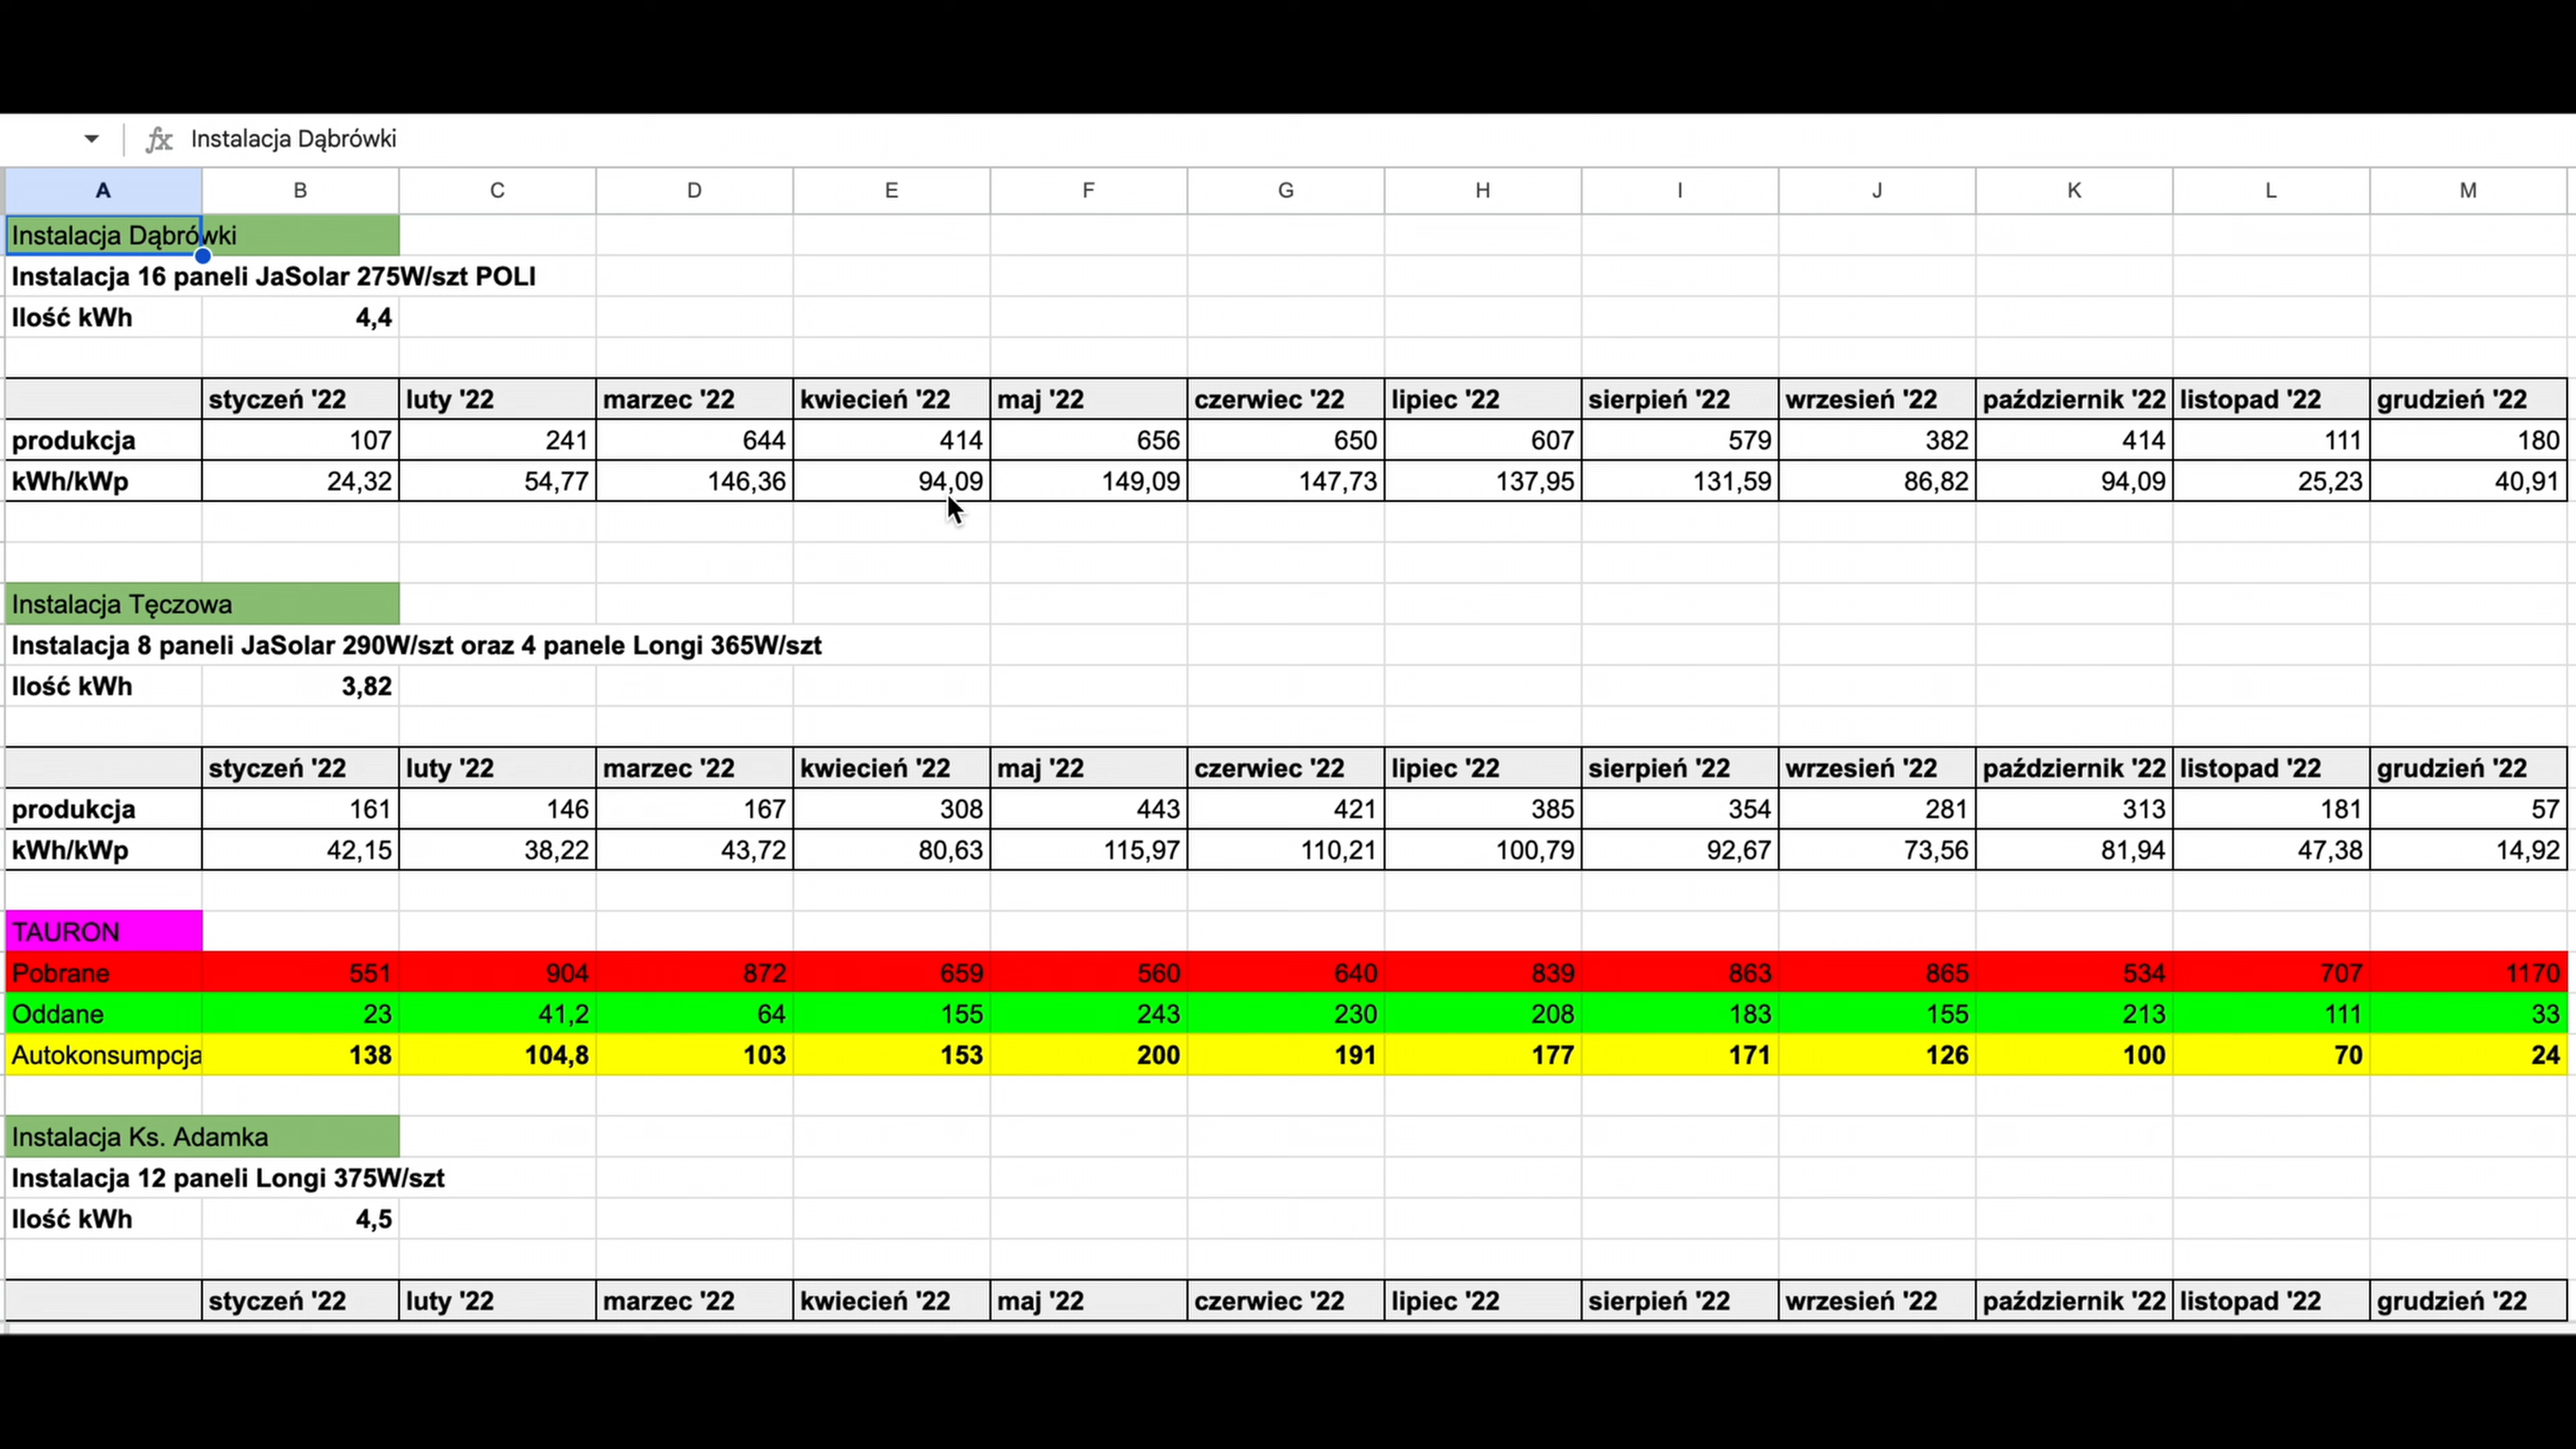 fx Instalacja Dąbrówki
A B C D E F G H I J K L M
Instalacja Dąbrówki
Instalacja 16 paneli JaSolar 275W/szt POLI
Ilość kWh 4,4
styczeń '22 luty '22 marzec '22 kwiecień '22 maj '22 czerwiec '22 lipiec '22 sierpień '22 wrzesień '22 październik '22 listopad '22 grudzień '22
produkcja 107 241 644 414 656 650 607 579 382 414 111 180
kWh/kWp 24,32 54,77 146,36 94,09 149,09 147,73 137,95 131,59 86,82 94,09 25,23 40,91
Instalacja Tęczowa
Instalacja 8 paneli JaSolar 290W/szt oraz 4 panele Longi 365W/szt
Ilość kWh 3,82
styczeń '22 luty '22 marzec '22 kwiecień '22 maj '22 czerwiec '22 lipiec '22 sierpień '22 wrzesień '22 październik '22 listopad '22 grudzień '22
produkcja 161 146 167 308 443 421 385 354 281 313 181 57
kWh/kWp 42,15 38,22 43,72 80,63 115,97 110,21 100,79 92,67 73,56 81,94 47,38 14,92
TAURON
Pobrane 551 904 872 659 560 640 839 863 865 534 707 1170
Oddane 23 41,2 64 155 243 230 208 183 155 213 111 33
Autokonsumpcja 138 104,8 103 153 200 191 177 171 126 100 70 24
Instalacja Ks. Adamka
Instalacja 12 paneli Longi 375W/szt
Ilość kWh 4,5
styczeń '22 luty '22 marzec '22 kwiecień '22 maj '22 czerwiec '22 lipiec '22 sierpień '22 wrzesień '22 październik '22 listopad '22 grudzień '22